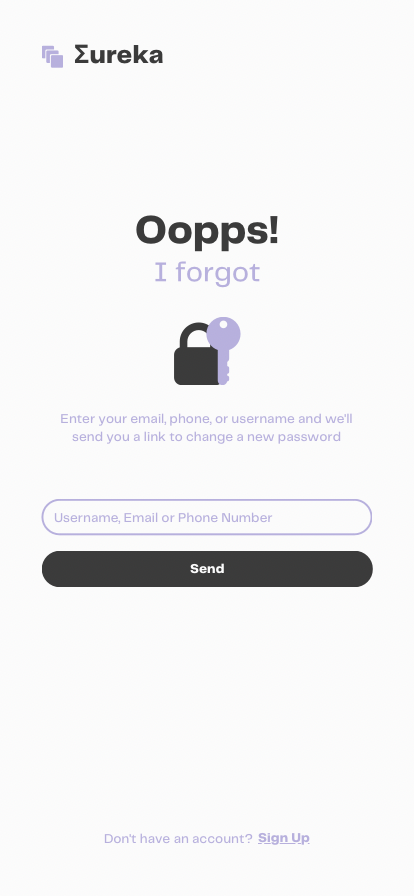 Σureka
Oopps!
I forgot
Enter your email, phone, or username and we'll
send you a link to change a new password
Username, Email or Phone Number
Send
Don't have an account? Sign Up